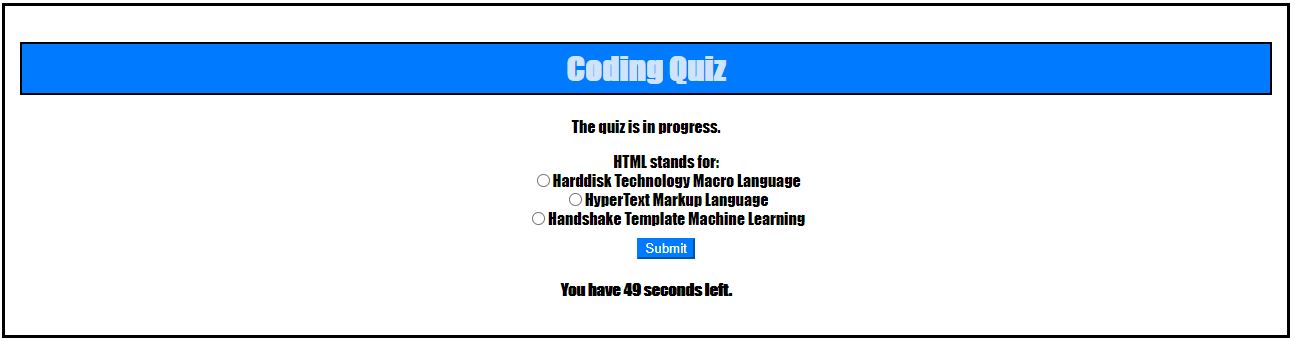 Coding Quiz
The quiz is in progress.
HTML stands for:
Harddisk Technology Macro Language
HyperText Markup Language
Handshake Template Machine Learning
Submit
You have 49 seconds left.